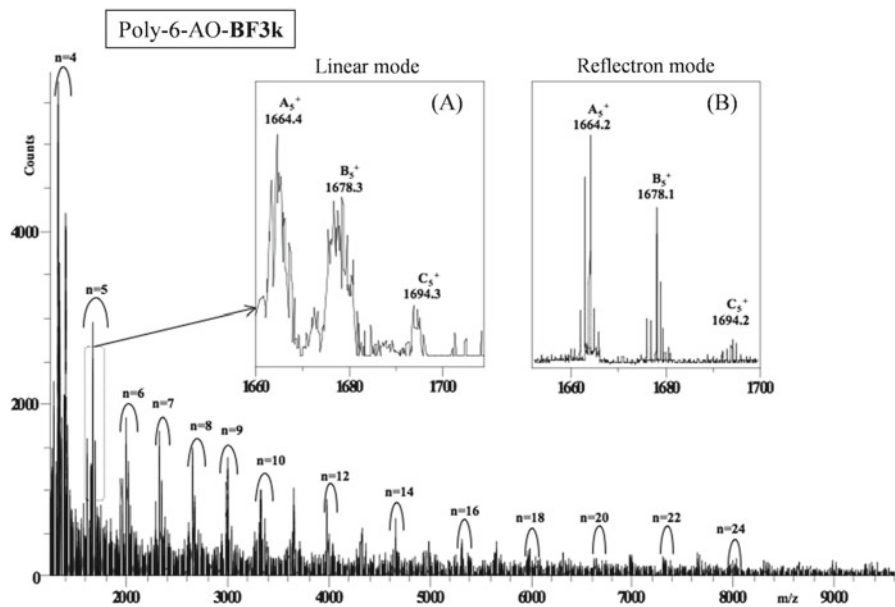 Poly-6-AO-BF3k
n=4
Linear mode
Reflectron mode
(A)
A5+
1664.4
B5+
1678.3
C5+
1694.3
1660
1680
1700
(B)
A5+
1664.2
B5+
1678.1
C5+
1694.2
1660
1680
1700
Counts
4000
2000
0
n=5
n=6
n=7
n=8
n=9
n=10
n=12
n=14
n=16
n=18
n=20
n=22
n=24
2000
3000
4000
5000
6000
7000
8000
m/z
9000